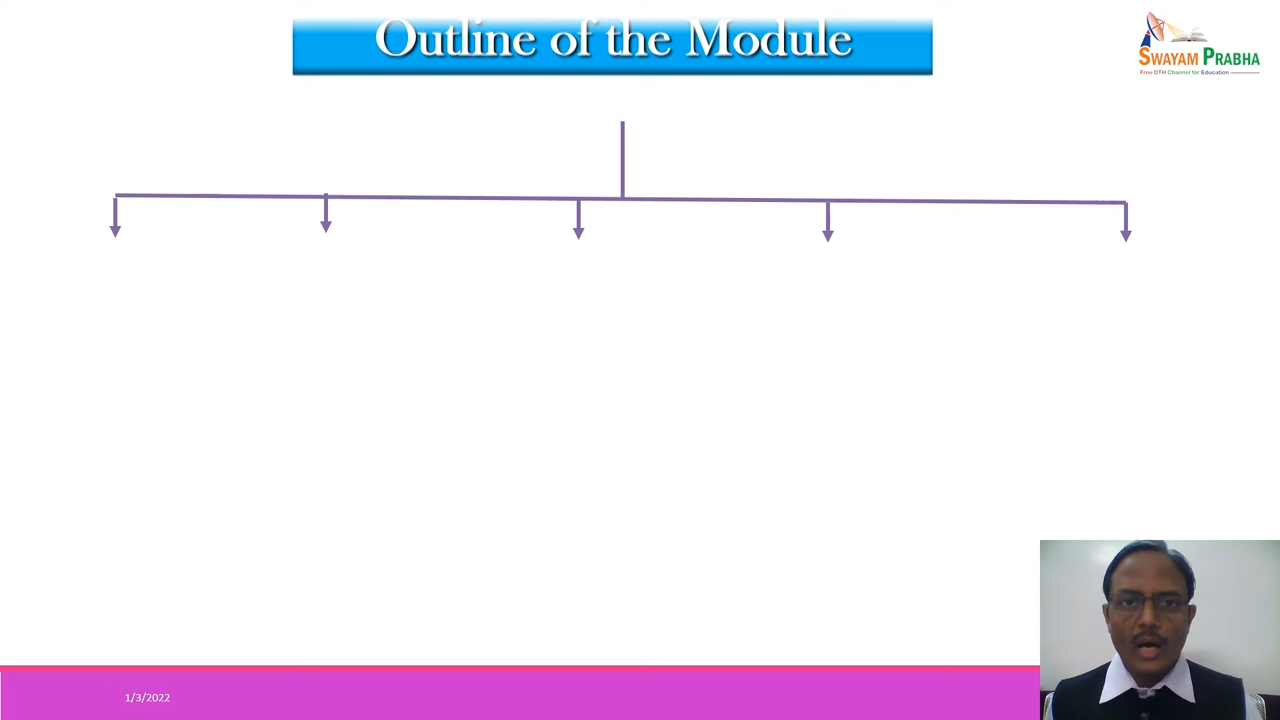 Outline of the Module
SWAYAM PRABHA
Free DTH Channel for Education
1/3/2022